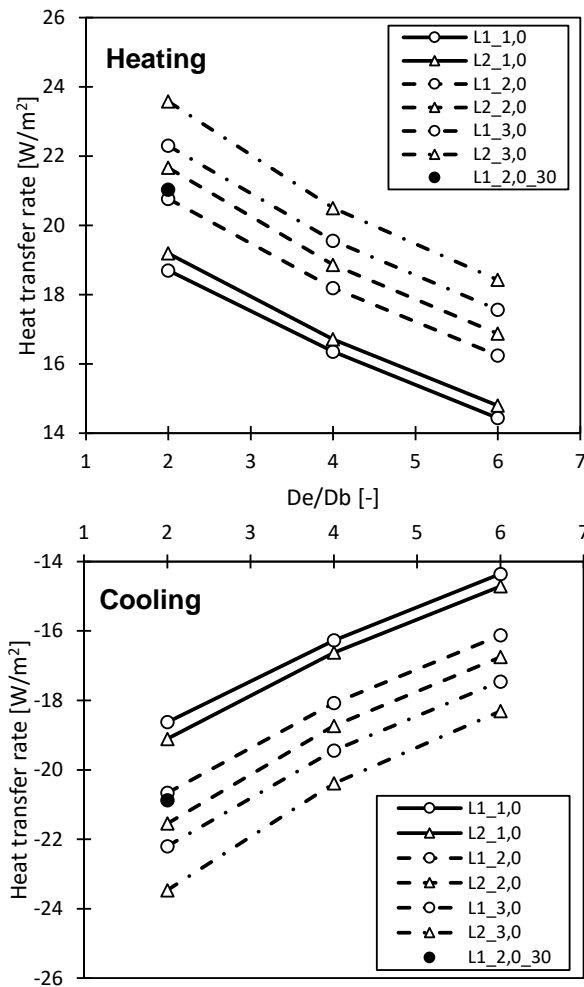 26
24
22
20
18
16
14
Heat transfer rate [W/m²]
Heating
L1_1,0
L2_1,0
L1_2,0
L2_2,0
L1_3,0
L2_3,0
L1_2,0_30
1 2 3 4 5 6 7
De/Db [-]
1 2 3 4 5 6 7
-14
-16
-18
-20
-22
-24
-26
Heat transfer rate [W/m²]
Cooling
L1_1,0
L2_1,0
L1_2,0
L2_2,0
L1_3,0
L2_3,0
L1_2,0_30